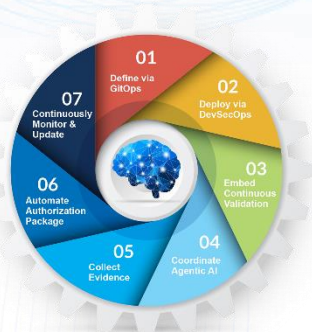 01
Define via
GitOps
02
Deploy via
DevSecOps
03
Embed
Continuous
Validation
04
Coordinate
Agentic AI
05
Collect
Evidence
06
Automate
Authorization
Package
07
Continuously
Monitor &
Update